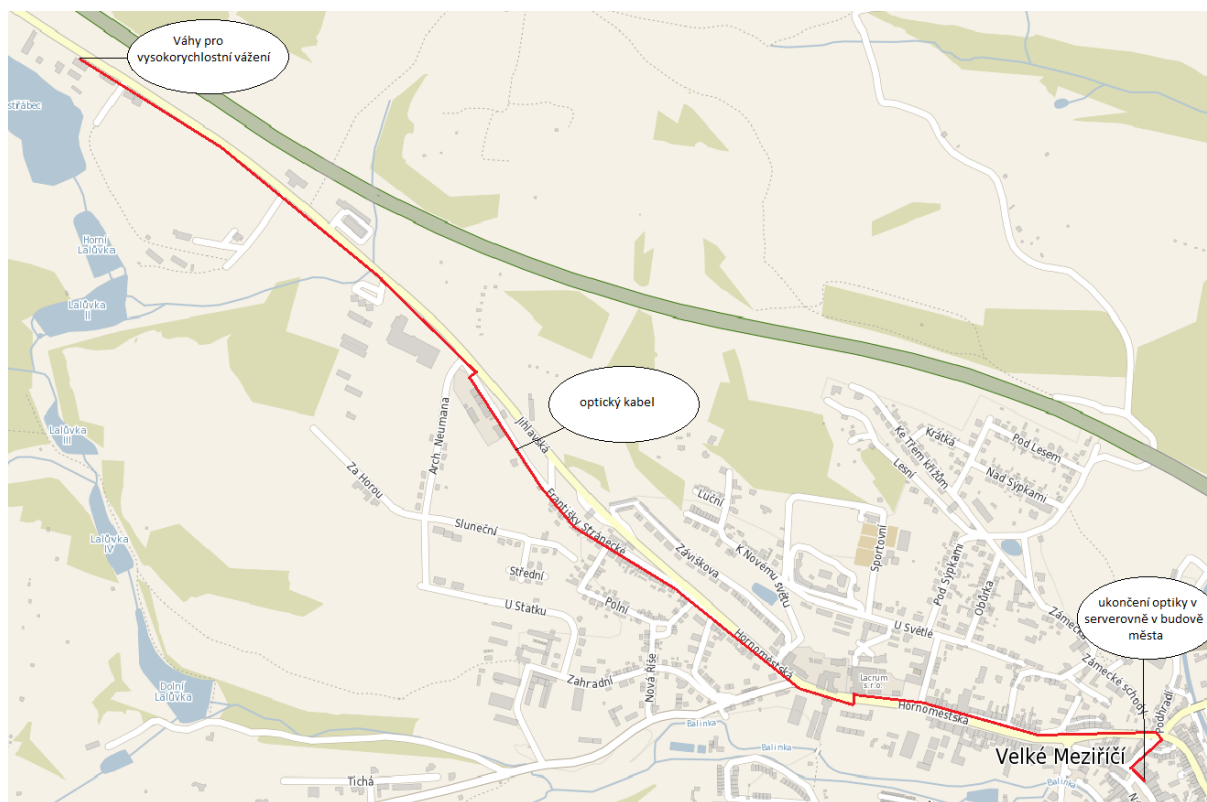 Váhy pro
vysokorychlostní vážení
střábec
Horní
Lalůvka
Lalůvka
II
optický kabel
Jihlavská
Arch. Neumana
Lalůvka
III
Za Horou
Ke Třem křížům
Krátká
Pod Lesem
Lesní
Nad Sýpkami
Luční
Františky Stránecké
Sluneční
Lalůvka
IV
Záviškova
K Novému světu
Sportovní
Pod Sýpkami
Obůrka
Střední
U Statku
Polní
ukončení optiky v
serverovně v budově
města
Zámecké
U Světlé
Hornoměstská
Nová Říše
Zahradní
Zámecké schody
Lacrum
s.r.o.
Dolní
Lalůvka
Hornoměstská
Podhradí
Balinka
Balinka
Velké Meziříčí
Tichá
Balinka